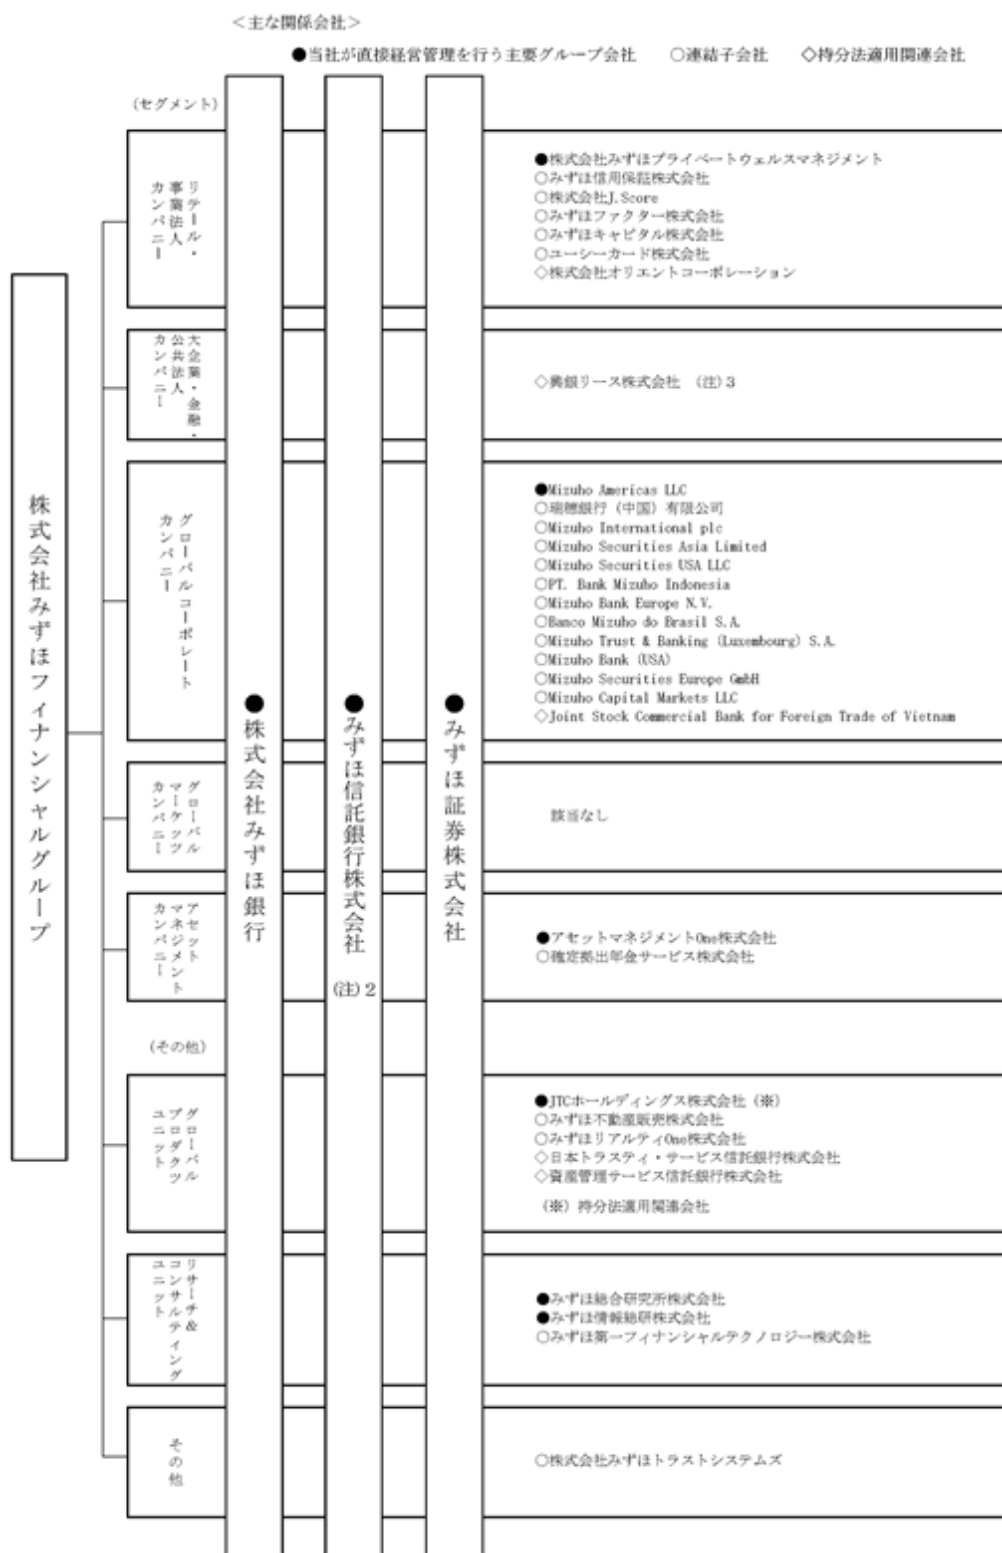 ＜主な関係会社＞
●当社が直接経営管理を行う主要グループ会社　○連結子会社　◇持分法適用関連会社
(セグメント)
株式会社みずほフィナンシャルグループ
●株式会社みずほ銀行
●みずほ信託銀行株式会社
(注)2
●みずほ証券株式会社
リテール・
事業法人
カンパニー
●株式会社みずほプライベートウェルスマネジメント
○みずほ信用保証株式会社
○株式会社J.Score
○みずほファクター株式会社
○みずほキャピタル株式会社
○ユーシーカード株式会社
◇株式会社オリエントコーポレーション
大企業・金融・
公共法人
カンパニー
◇興銀リース株式会社　(注)3
グローバルコーポレート
カンパニー
●Mizuho Americas LLC
○瑞穂銀行（中国）有限公司
○Mizuho International plc
○Mizuho Securities Asia Limited
○Mizuho Securities USA LLC
○PT. Bank Mizuho Indonesia
○Mizuho Bank Europe N.V.
○Banco Mizuho do Brasil S.A.
○Mizuho Trust & Banking (Luxembourg) S.A.
○Mizuho Bank (USA)
○Mizuho Securities Europe GmbH
○Mizuho Capital Markets LLC
◇Joint Stock Commercial Bank for Foreign Trade of Vietnam
グローバル
マーケッツ
カンパニー
該当なし
アセット
マネジメント
カンパニー
●アセットマネジメントOne株式会社
○確定拠出年金サービス株式会社
(その他)
グローバル
プロダクツ
ユニット
●JTCホールディングス株式会社（※）
○みずほ不動産販売株式会社
○みずほリアルティOne株式会社
◇日本トラスティ・サービス信託銀行株式会社
◇資産管理サービス信託銀行株式会社
（※）持分法適用関連会社
リサーチ&
コンサルティング
ユニット
●みずほ総合研究所株式会社
●みずほ情報総研株式会社
○みずほ第一フィナンシャルテクノロジー株式会社
その他
○株式会社みずほトラストシステムズ